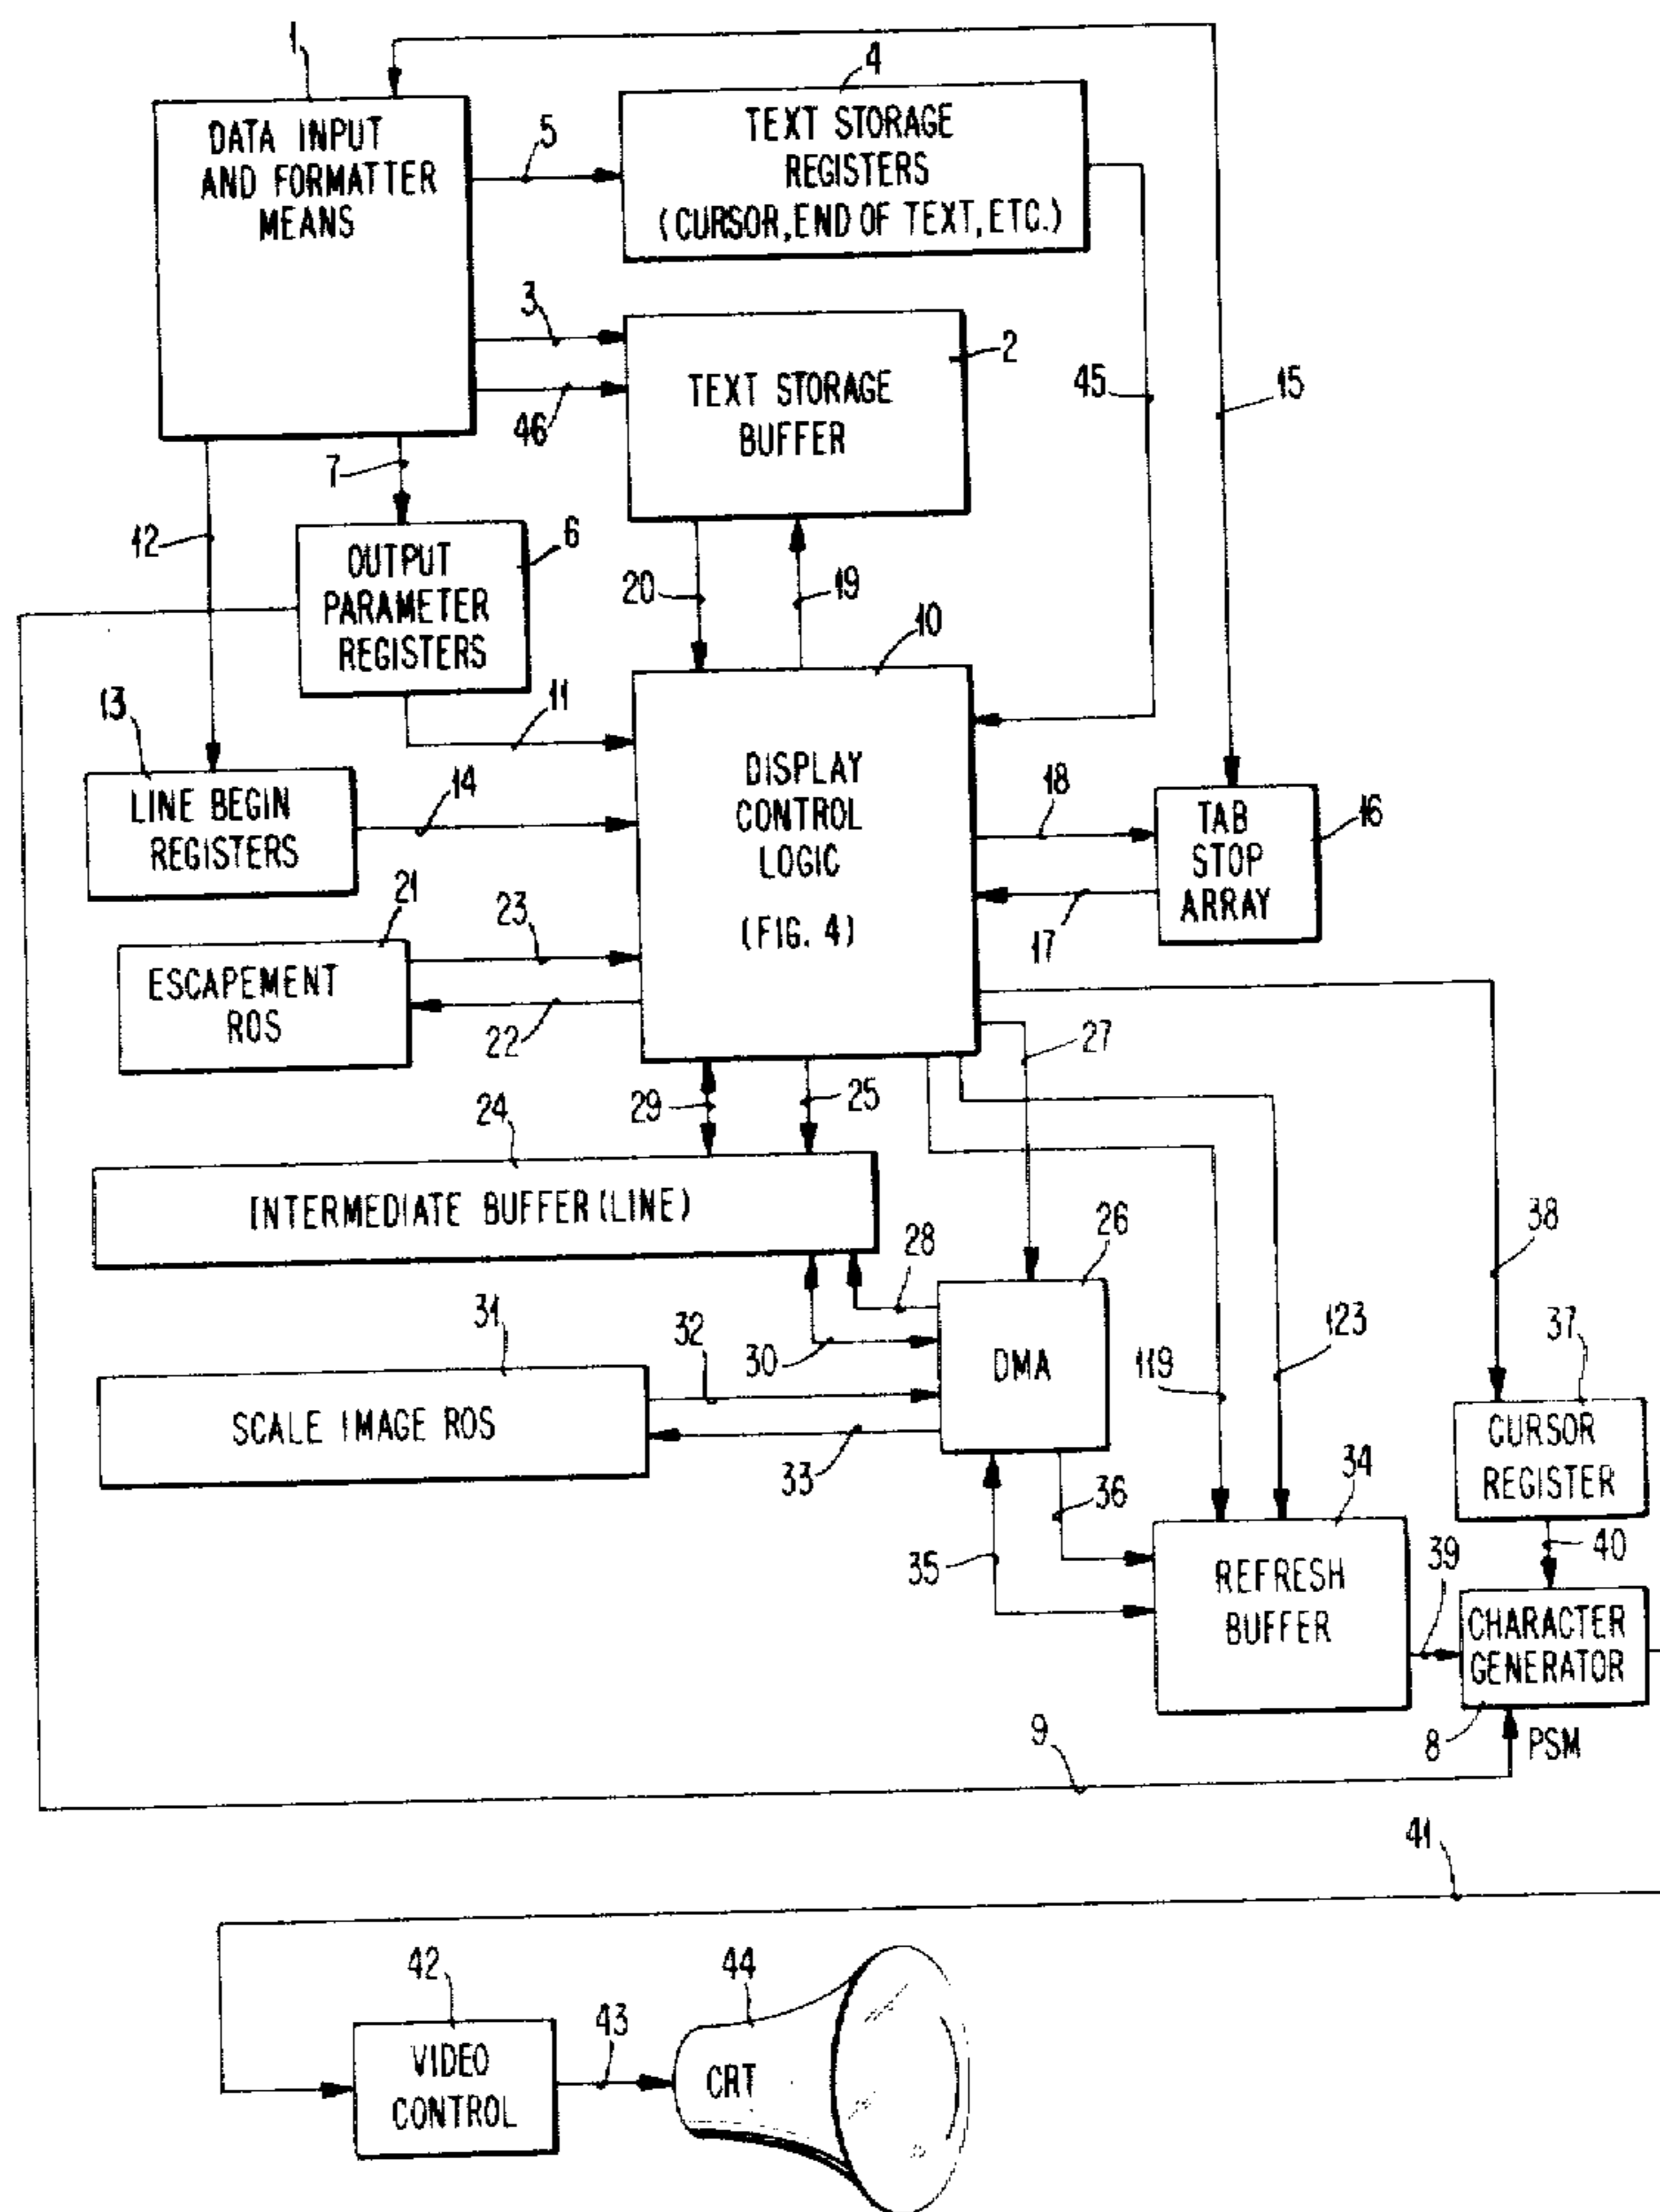 1
DATA INPUT
AND FORMATTER
MEANS
5
4
TEXT STORAGE
REGISTERS
(CURSOR, END OF TEXT, ETC.)
3
46
2
TEXT STORAGE
BUFFER
45
15
12
7
6
OUTPUT
PARAMETER
REGISTERS
20
19
10
13
LINE BEGIN
REGISTERS
11
14
DISPLAY
CONTROL
LOGIC
(FIG. 4)
18
17
TAB
STOP
ARRAY
16
21
ESCAPEMENT
ROS
23
22
27
29
25
24
INTERMEDIATE BUFFER (LINE)
28
26
38
31
SCALE IMAGE ROS
32
30
33
DMA
119
123
37
CURSOR
REGISTER
35
36
34
REFRESH
BUFFER
39
40
CHARACTER
GENERATOR
8
PSM
9
41
42
VIDEO
CONTROL
43
44
CRT